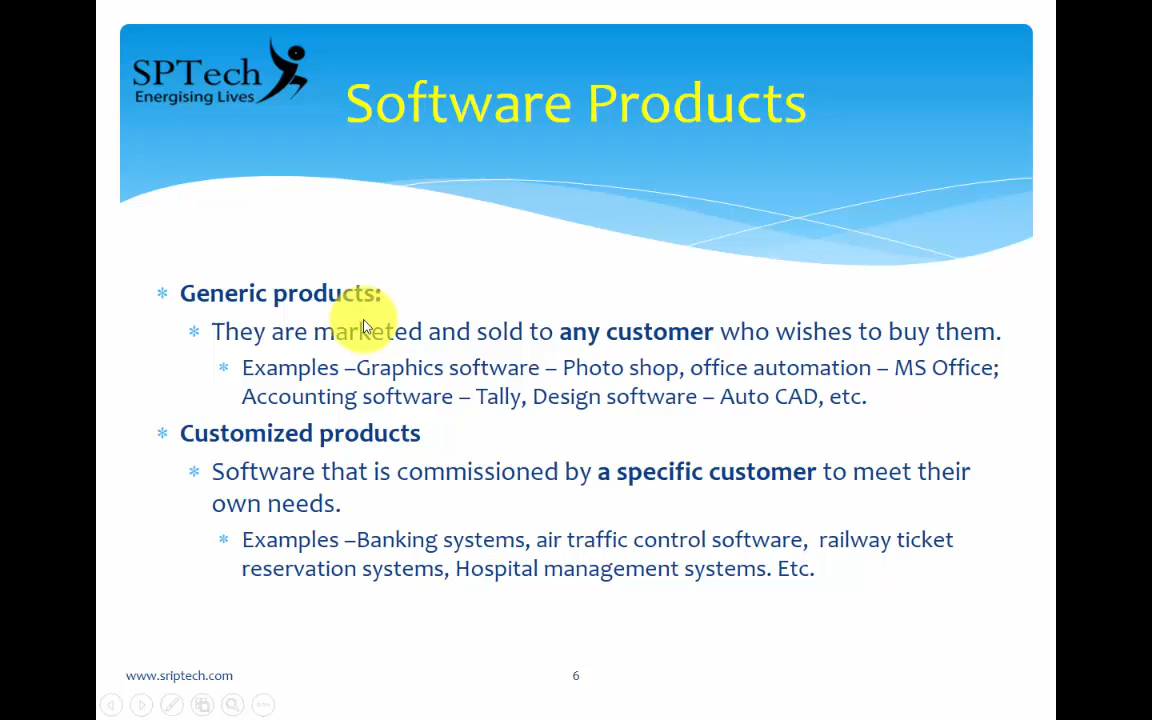 SPTech
Energising Lives
Software Products
* Generic products:
* They are marketed and sold to any customer who wishes to buy them.
* Examples –Graphics software – Photo shop, office automation – MS Office;
Accounting software – Tally, Design software – Auto CAD, etc.
* Customized products
* Software that is commissioned by a specific customer to meet their
own needs.
* Examples –Banking systems, air traffic control software, railway ticket
reservation systems, Hospital management systems. Etc.
www.sriptech.com
6